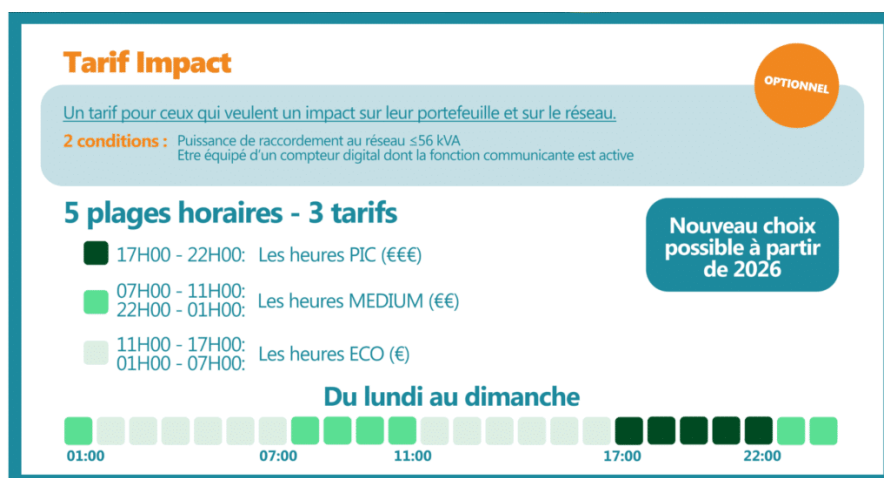 Tarif Impact
OPTIONNEL
Un tarif pour ceux qui veulent un impact sur leur portefeuille et sur le réseau.
2 conditions : Puissance de raccordement au réseau ≤56 kVA
Etre équipé d'un compteur digital dont la fonction communicante est active
5 plages horaires - 3 tarifs
Nouveau choix
possible à partir
de 2026
17H00 - 22H00: Les heures PIC (€€€)
07H00 - 11H00:
22H00 - 01H00:
Les heures MEDIUM (€€)
11H00 - 17H00:
01H00 - 07H00:
Les heures ECO (€)
Du lundi au dimanche
01:00 07:00 11:00 17:00 22:00